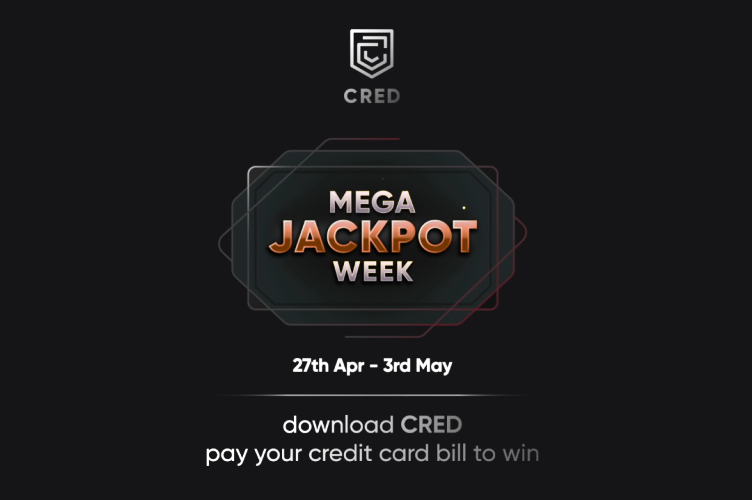 CRED
MEGA
JACKPOT
WEEK
27th Apr - 3rd May
download CRED
pay your credit card bill to win